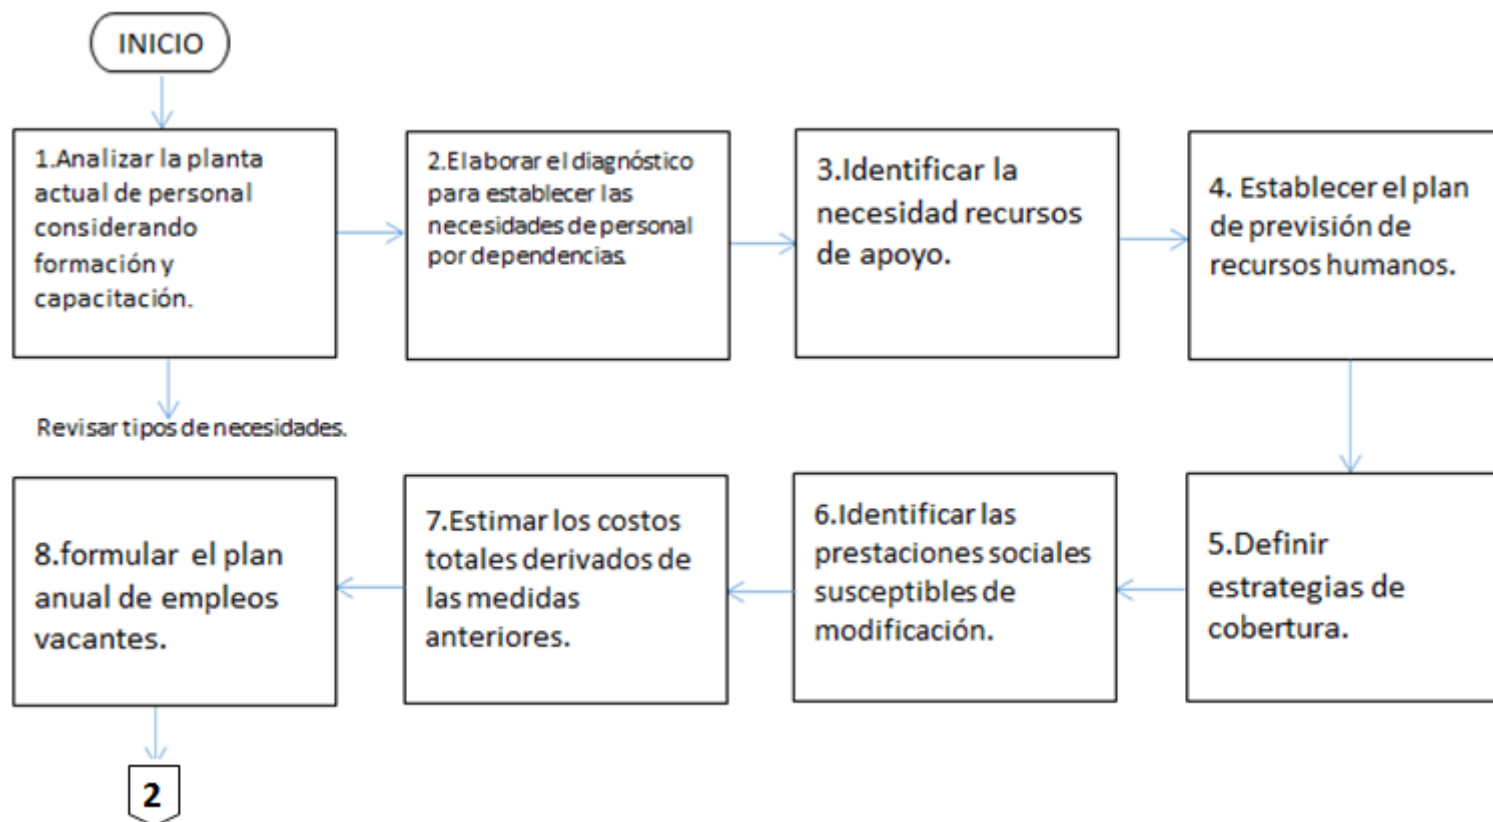 INICIO
1.Analizar la planta
actual de personal
considerando
formación y
capacitación.
2.Elaborar el diagnóstico
para establecer las
necesidades de personal
por dependencias.
3.Identificar la
necesidad recursos
de apoyo.
4. Establecer el plan
de previsión de
recursos humanos.
Revisar tipos de necesidades.
5.Definir
estrategias de
cobertura.
6.Identificar las
prestaciones sociales
susceptibles de
modificación.
7.Estimar los costos
totales derivados de
las medidas
anteriores.
8.formular el plan
anual de empleos
vacantes.
2